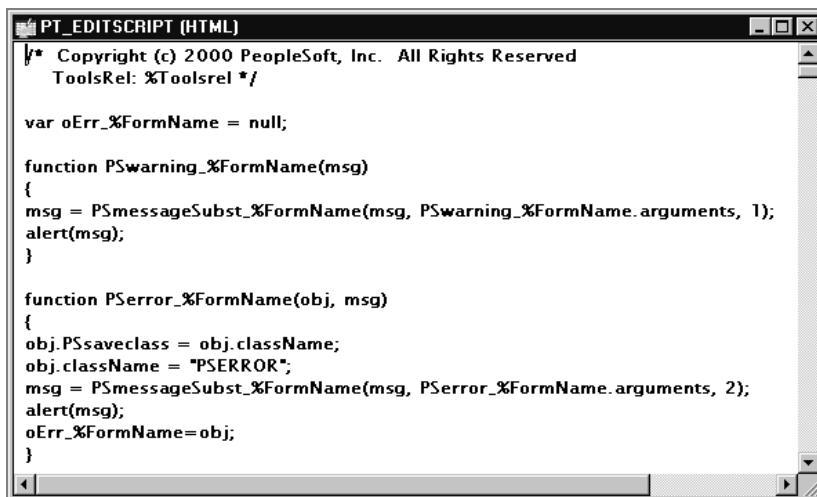 PT_EDITSCRIPT (HTML)
/*  Copyright (c) 2000 PeopleSoft, Inc.  All Rights Reserved
ToolsRel: %Toolsrel */
var oErr_%FormName = null;
function PSwarning_%FormName(msg)
{
msg = PSmessageSubst_%FormName(msg, PSwarning_%FormName.arguments, 1);
alert(msg);
}
function PSerror_%FormName(obj, msg)
{
obj.PSsaveclass = obj.className;
obj.className = "PSERROR";
msg = PSmessageSubst_%FormName(msg, PSerror_%FormName.arguments, 2);
alert(msg);
oErr_%FormName=obj;
}